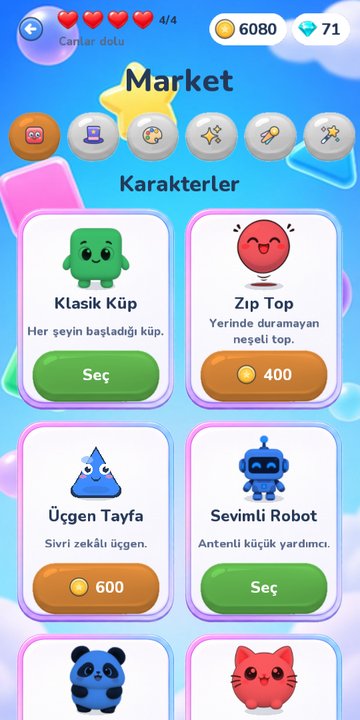 4/4
Canlar dolu
6080
71
Market
Karakterler
Klasik Küp
Her şeyin başladığı küp.
Seç
Zıp Top
Yerinde duramayan
neşeli top.
400
Üçgen Tayfa
Sivri zekâlı üçgen.
600
Sevimli Robot
Antenli küçük yardımcı.
Seç